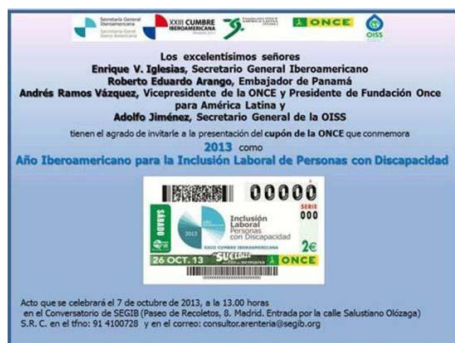 Secretaría General
Iberoamericana
XXIII CUMBRE
IBEROAMERICANA
ONCE
OISS
Los excelentísimos señores
Enrique V. Iglesias, Secretario General Iberoamericano
Roberto Eduardo Arango, Embajador de Panamá
Andrés Ramos Vázquez, Vicepresidente de la ONCE y Presidente de Fundación Once
para América Latina y
Adolfo Jiménez, Secretario General de la OISS
tienen el agrado de invitarle a la presentación del cupón de la ONCE que conmemora
2013 como
Año Iberoamericano para la Inclusión Laboral de Personas con Discapacidad
00000
SERIE
000
SÁBADO
2013
Inclusión
Laboral
Personas
con Discapacidad
XXIII CUMBRE IBEROAMERICANA
2€
26 OCT. 13
ONCE
Acto que se celebrará el 7 de octubre de 2013, a la 13.00 horas
en el Conversatorio de SEGIB (Paseo de Recoletos, 8. Madrid. Entrada por la calle Salustiano Olózaga)
S.R. C. en el tfno: 91 4100728 y en el correo: consultor.arenteria@segib.org